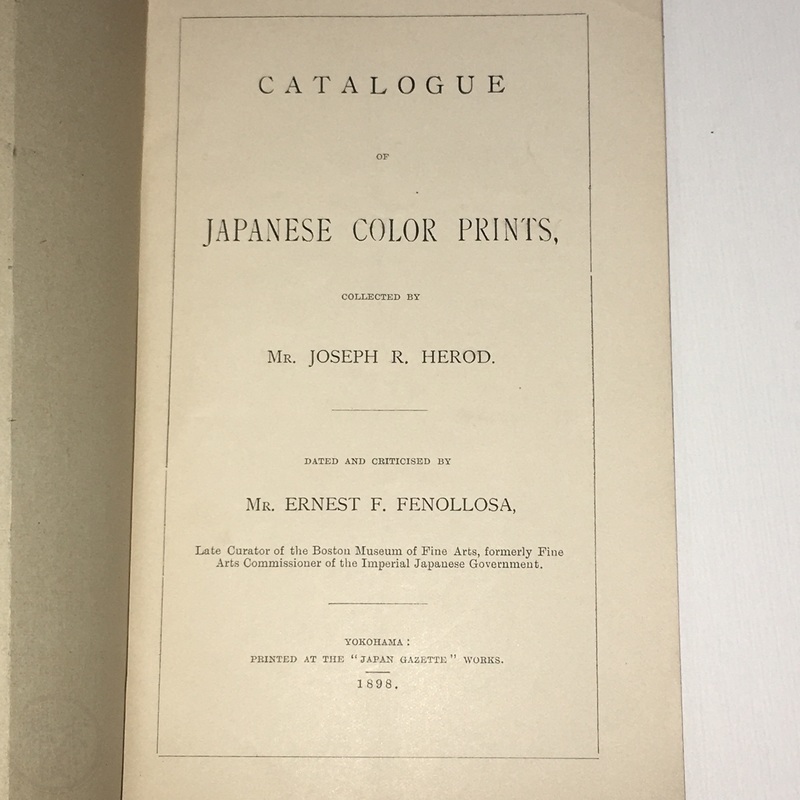 CATALOGUE
OF
JAPANESE COLOR PRINTS,
COLLECTED BY
Mr. JOSEPH R. HEROD.
DATED AND CRITICISED BY
Mr. ERNEST F. FENOLLOSA,
Late Curator of the Boston Museum of Fine Arts, formerly Fine
Arts Commissioner of the Imperial Japanese Government.
YOKOHAMA:
PRINTED AT THE "JAPAN GAZETTE" WORKS.
1898.